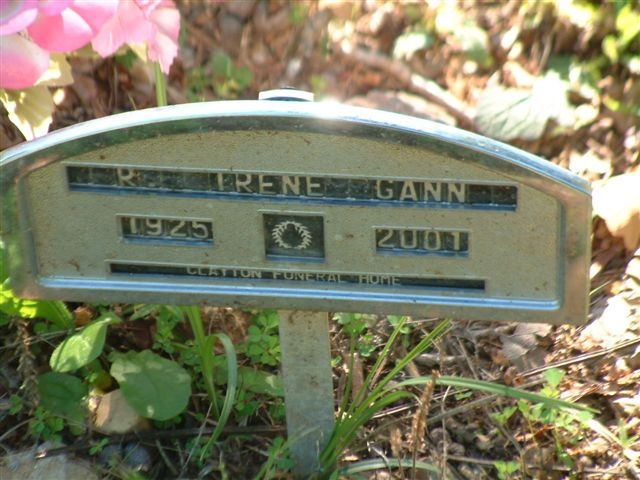 R. IRENE GANN
1925 2001
CLAYTON FUNERAL HOME